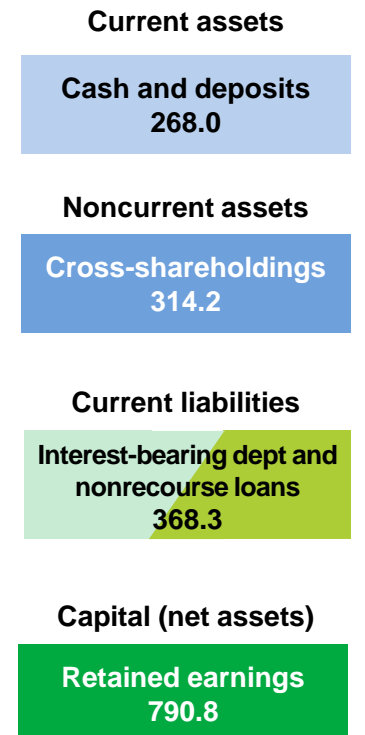 Current assets
Cash and deposits
268.0
Noncurrent assets
Cross-shareholdings
314.2
Current liabilities
Interest-bearing dept and
nonrecourse loans
368.3
Capital (net assets)
Retained earnings
790.8